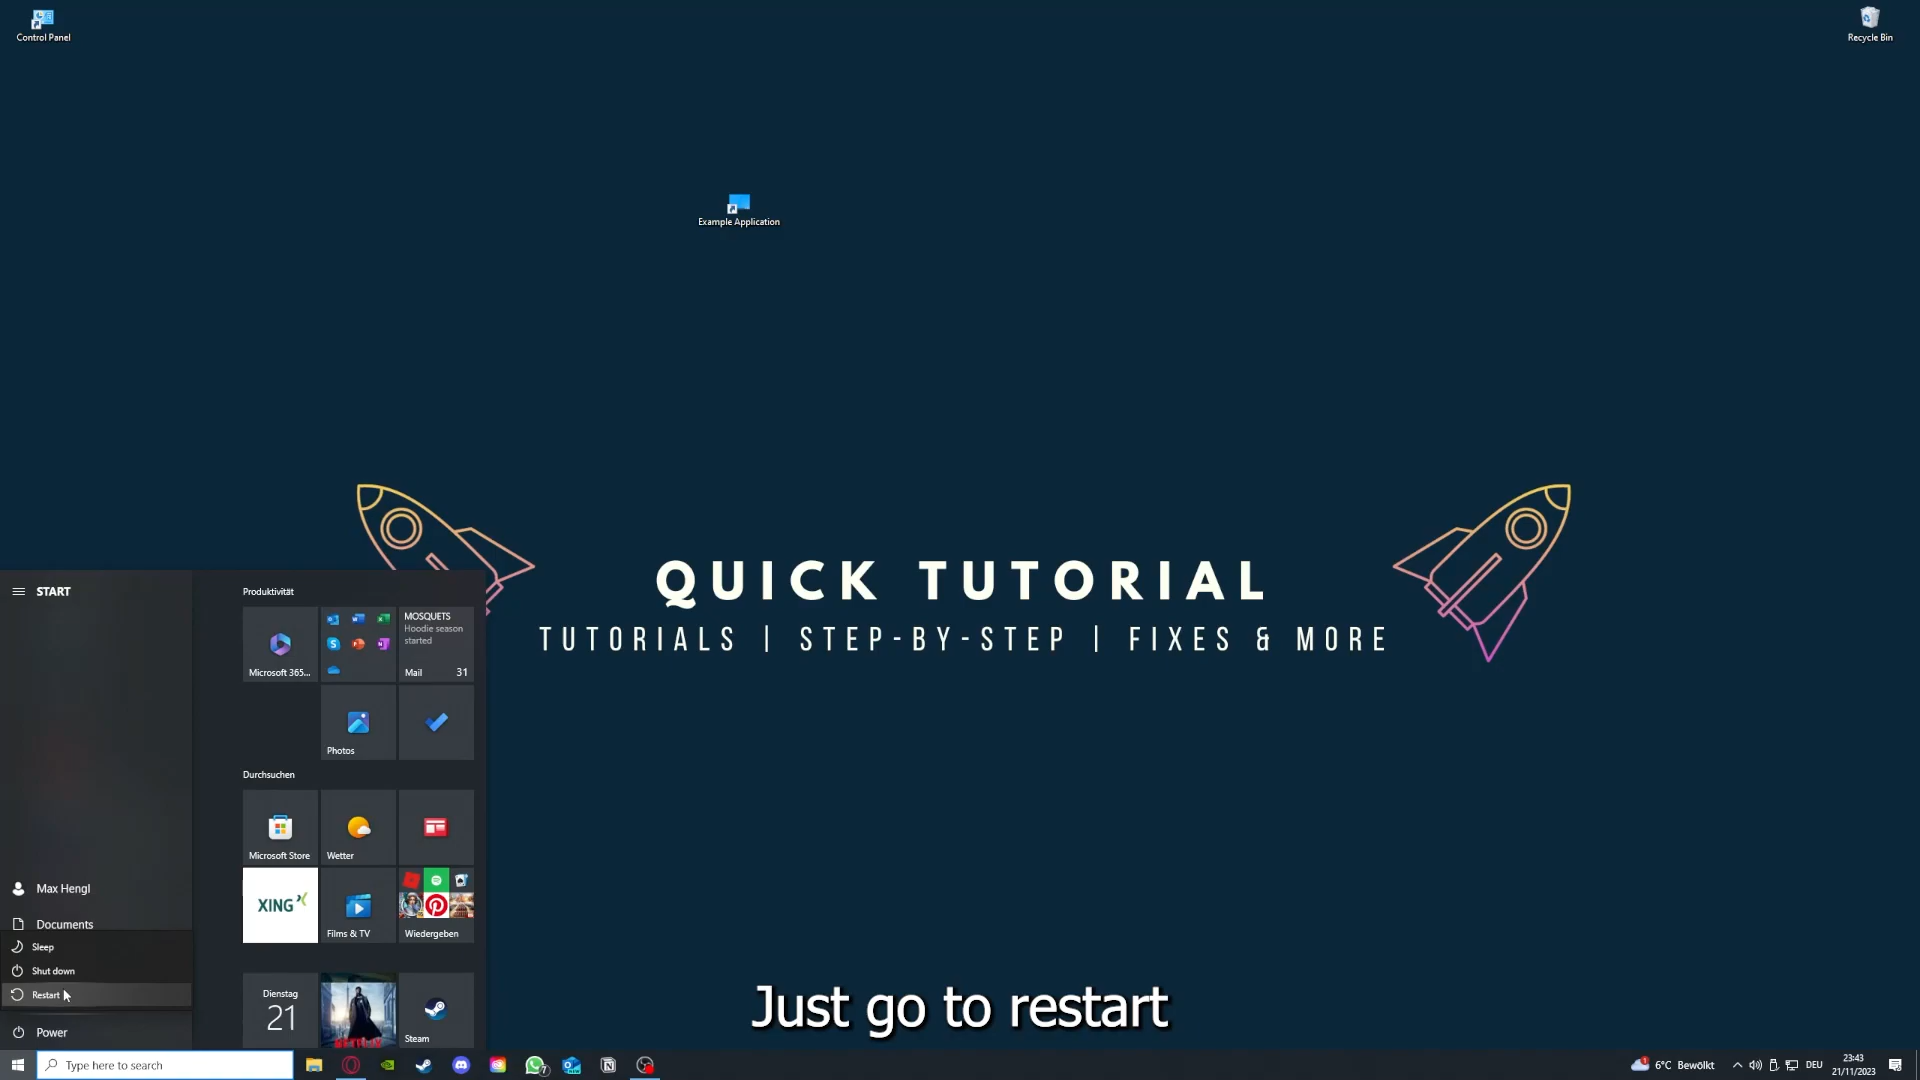 Control Panel
Recycle Bin
Example Application
QUICK TUTORIAL
TUTORIALS | STEP-BY-STEP | FIXES & MORE
START
Produktivität
Microsoft 365...
MOSQUETS
Hoodie season
started
Mail 31
Photos
Durchsuchen
Microsoft Store
Wetter
XING
Films & TV
Wiedergeben
Max Hengl
Documents
Sleep
Shut down
Restart
Power
Dienstag
21
NETFLIX
Steam
Just go to restart
Type here to search
7
1
6°C Bewölkt
DEU
23:43
21/11/2023